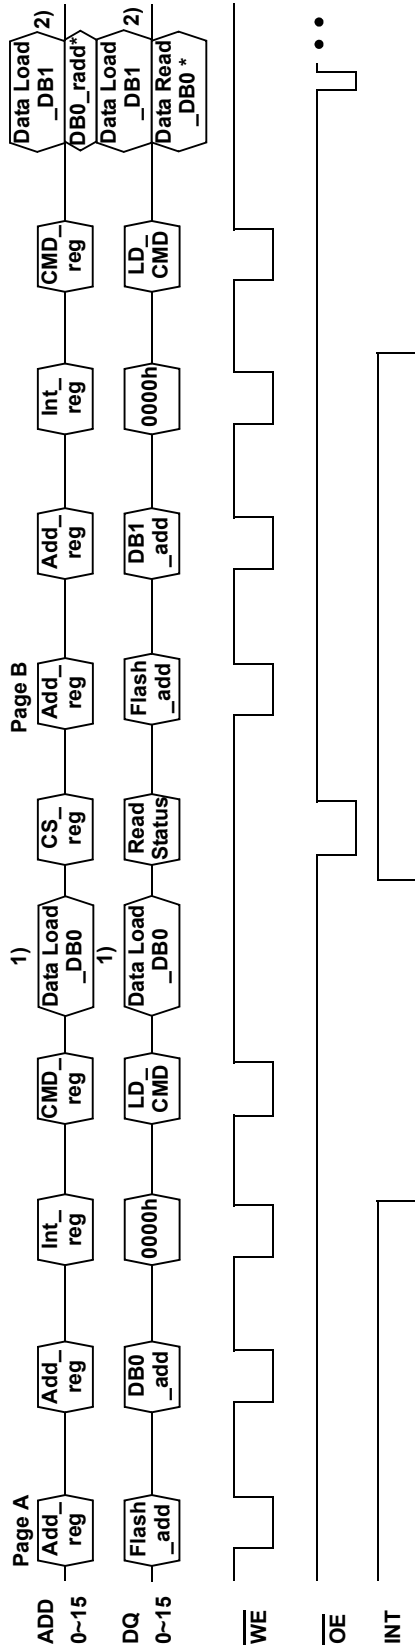 Page A
Page B
ADD
0~15
Add_
reg
Add_
reg
Int_
reg
CMD_
reg
1)
Data Load
_DB0
CS_
reg
Add_
reg
Add_
reg
Int_
reg
CMD_
reg
Data Load
_DB1
2)
DB0_radd*
DQ
0~15
Flash
_add
DB0
_add
0000h
LD_
CMD
1)
Data Load
_DB0
Read
Status
Flash
_add
DB1
_add
0000h
LD_
CMD
Data Load
_DB1
2)
Data Read
_DB0 *
WE
OE
INT